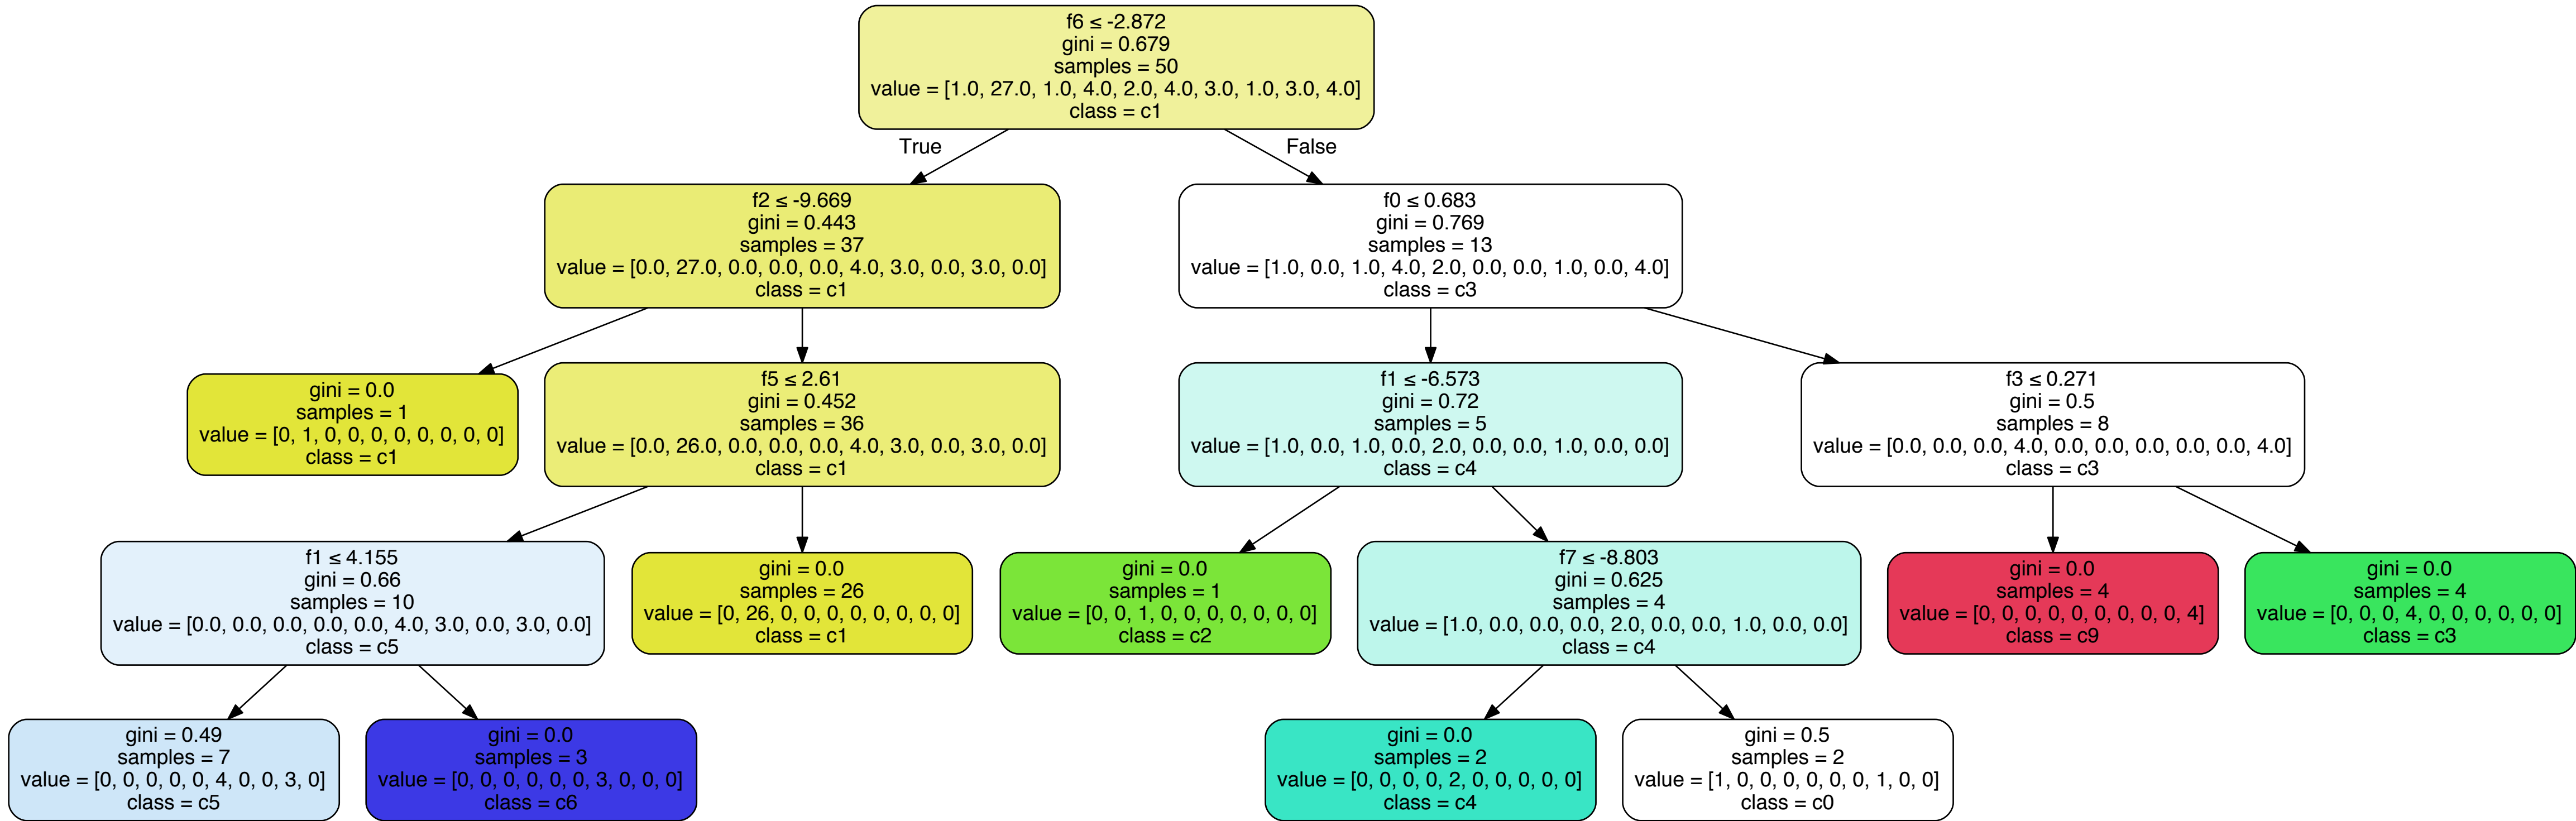 f6 ≤ -2.872
gini = 0.679
samples = 50
value = [1.0, 27.0, 1.0, 4.0, 2.0, 4.0, 3.0, 1.0, 3.0, 4.0]
class = c1
True
False
f2 ≤ -9.669
gini = 0.443
samples = 37
value = [0.0, 27.0, 0.0, 0.0, 0.0, 4.0, 3.0, 0.0, 3.0, 0.0]
class = c1
f0 ≤ 0.683
gini = 0.769
samples = 13
value = [1.0, 0.0, 1.0, 4.0, 2.0, 0.0, 0.0, 1.0, 0.0, 4.0]
class = c3
gini = 0.0
samples = 1
value = [0, 1, 0, 0, 0, 0, 0, 0, 0, 0]
class = c1
f5 ≤ 2.61
gini = 0.452
samples = 36
value = [0.0, 26.0, 0.0, 0.0, 0.0, 4.0, 3.0, 0.0, 3.0, 0.0]
class = c1
f1 ≤ -6.573
gini = 0.72
samples = 5
value = [1.0, 0.0, 1.0, 0.0, 2.0, 0.0, 0.0, 1.0, 0.0, 0.0]
class = c4
f3 ≤ 0.271
gini = 0.5
samples = 8
value = [0.0, 0.0, 0.0, 4.0, 0.0, 0.0, 0.0, 0.0, 0.0, 4.0]
class = c3
f1 ≤ 4.155
gini = 0.66
samples = 10
value = [0.0, 0.0, 0.0, 0.0, 0.0, 4.0, 3.0, 0.0, 3.0, 0.0]
class = c5
gini = 0.0
samples = 26
value = [0, 26, 0, 0, 0, 0, 0, 0, 0, 0]
class = c1
gini = 0.0
samples = 1
value = [0, 0, 1, 0, 0, 0, 0, 0, 0, 0]
class = c2
f7 ≤ -8.803
gini = 0.625
samples = 4
value = [1.0, 0.0, 0.0, 0.0, 2.0, 0.0, 0.0, 1.0, 0.0, 0.0]
class = c4
gini = 0.0
samples = 4
value = [0, 0, 0, 0, 0, 0, 0, 0, 0, 4]
class = c9
gini = 0.0
samples = 4
value = [0, 0, 0, 4, 0, 0, 0, 0, 0, 0]
class = c3
gini = 0.49
samples = 7
value = [0, 0, 0, 0, 0, 4, 0, 0, 3, 0]
class = c5
gini = 0.0
samples = 3
value = [0, 0, 0, 0, 0, 0, 3, 0, 0, 0]
class = c6
gini = 0.0
samples = 2
value = [0, 0, 0, 0, 2, 0, 0, 0, 0, 0]
class = c4
gini = 0.5
samples = 2
value = [1, 0, 0, 0, 0, 0, 0, 1, 0, 0]
class = c0